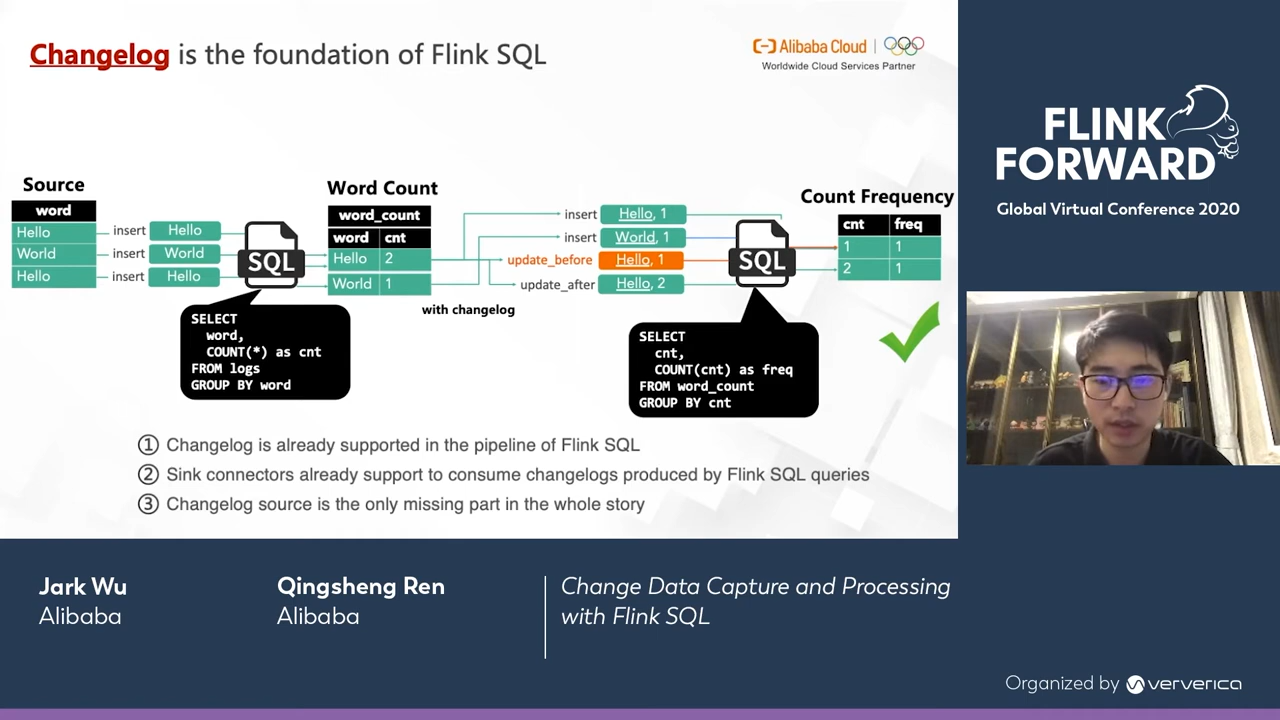 Changelog is the foundation of Flink SQL
Alibaba Cloud
Worldwide Cloud Services Partner
FLINK
FORWARD
Global Virtual Conference 2020
Source
word
Hello
World
Hello
insert Hello
insert World
insert Hello
SQL
SELECT
word,
COUNT(*) as cnt
FROM logs
GROUP BY word
Word Count
word_count
word cnt
Hello 2
World 1
with changelog
insert Hello, 1
insert World, 1
update_before Hello, 1
update_after Hello, 2
SQL
SELECT
cnt,
COUNT(cnt) as freq
FROM word_count
GROUP BY cnt
Count Frequency
cnt freq
1 1
2 1
① Changelog is already supported in the pipeline of Flink SQL
② Sink connectors already support to consume changelogs produced by Flink SQL queries
③ Changelog source is the only missing part in the whole story
Jark Wu
Alibaba
Qingsheng Ren
Alibaba
Change Data Capture and Processing
with Flink SQL
Organized by ververica